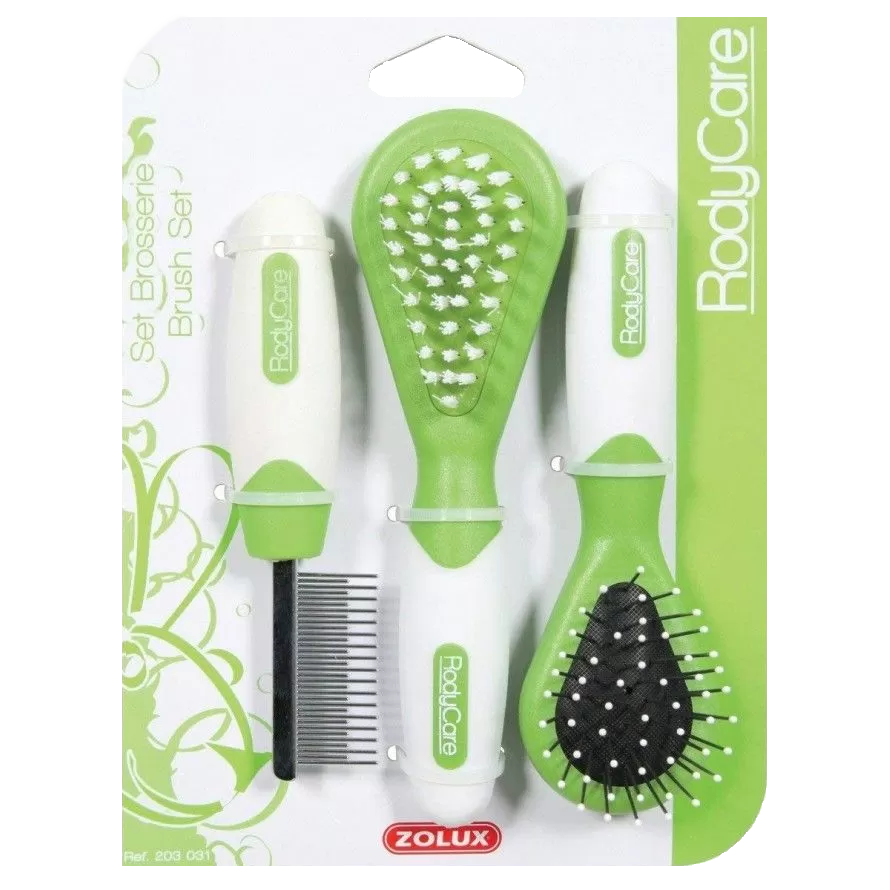 RodyCare
Set Brosserie
Brush Set
RodyCare
RodyCare
RodyCare
ZOLUX
Ref. 203 031